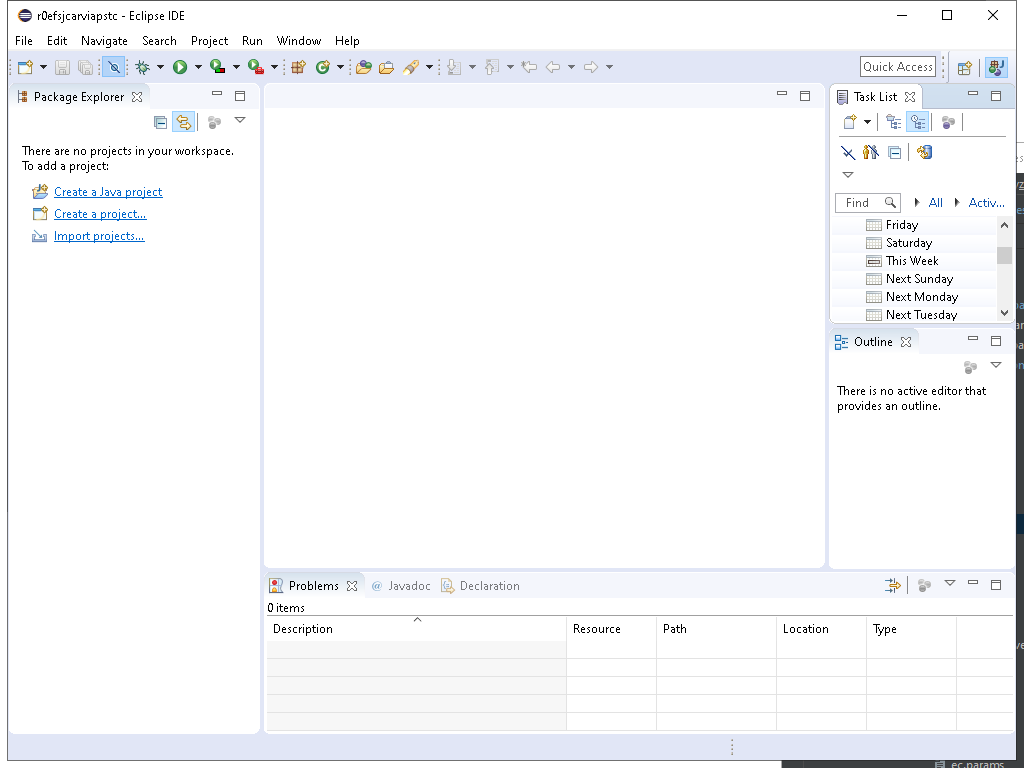 r0efsjcarviapstc - Eclipse IDE
File Edit Navigate Search Project Run Window Help
Quick Access
Package Explorer
There are no projects in your workspace.
To add a project:
Create a Java project
Create a project...
Import projects...
Task List
Find All Activ...
Friday
Saturday
This Week
Next Sunday
Next Monday
Next Tuesday
Outline
There is no active editor that
provides an outline.
Problems @ Javadoc Declaration
0 items
Description Resource Path Location Type
ec.params